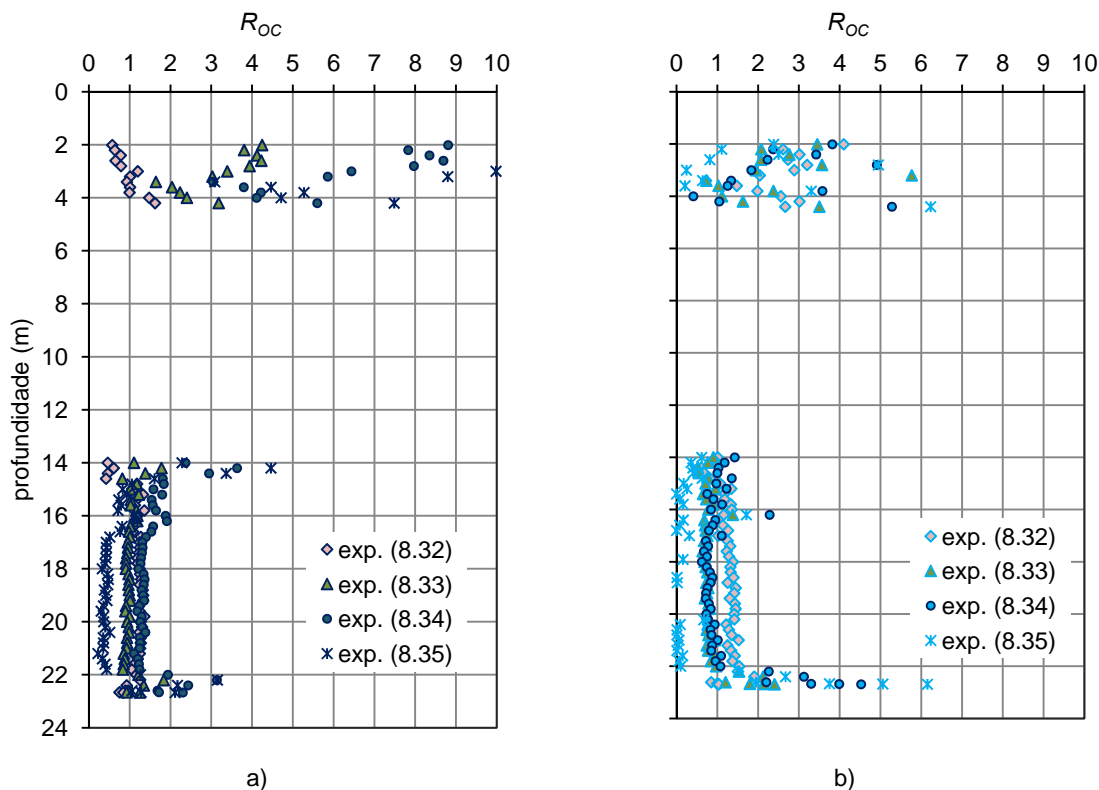 R_OC
0 1 2 3 4 5 6 7 8 9 10
0
2
4
6
8
10
12
14
16
18
20
22
24
profundidade (m)
exp. (8.32)
exp. (8.33)
exp. (8.34)
exp. (8.35)
a)
R_OC
0 1 2 3 4 5 6 7 8 9 10
exp. (8.32)
exp. (8.33)
exp. (8.34)
exp. (8.35)
b)